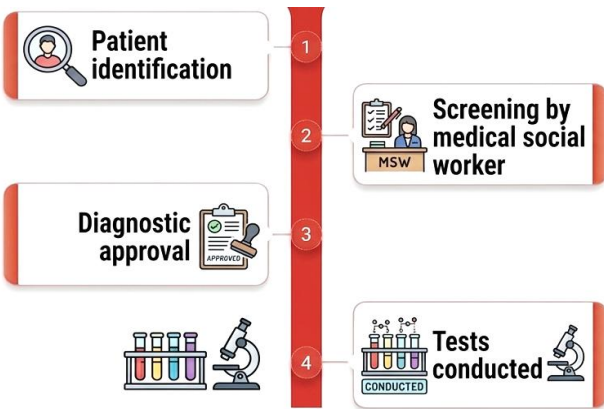 1
Patient
identification
2
Screening by
medical social
worker
MSW
3
Diagnostic
approval
APPROVED
4
Tests
conducted
CONDUCTED